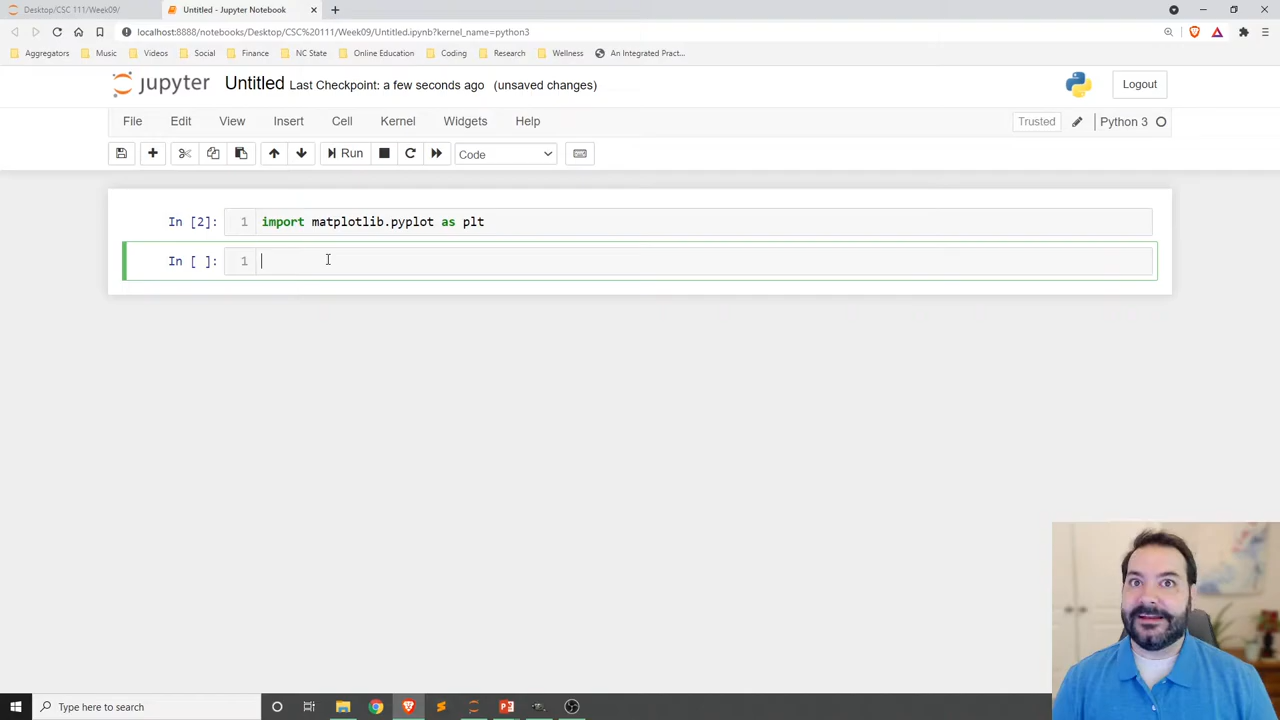 Desktop/CSC 111/Week09/
Untitled - Jupyter Notebook
localhost:8888/notebooks/Desktop/CSC%20111/Week09/Untitled.ipynb?kernel_name=python3
Aggregators Music Videos Social Finance NC State Online Education Coding Research Wellness An Integrated Pract...
jupyter Untitled Last Checkpoint: a few seconds ago (unsaved changes) Logout
File Edit View Insert Cell Kernel Widgets Help Trusted Python 3
Run Code
In [2]: 1 import matplotlib.pyplot as plt
In [ ]: 1
Type here to search